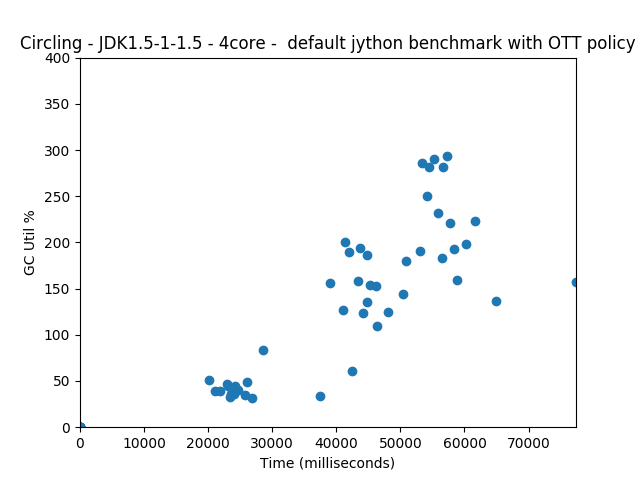 Circling - JDK1.5-1-1.5 - 4core -  default jython benchmark with OTT policy
400
350
300
250
200
150
100
50
0
GC Util %
0 10000 20000 30000 40000 50000 60000 70000
Time (milliseconds)